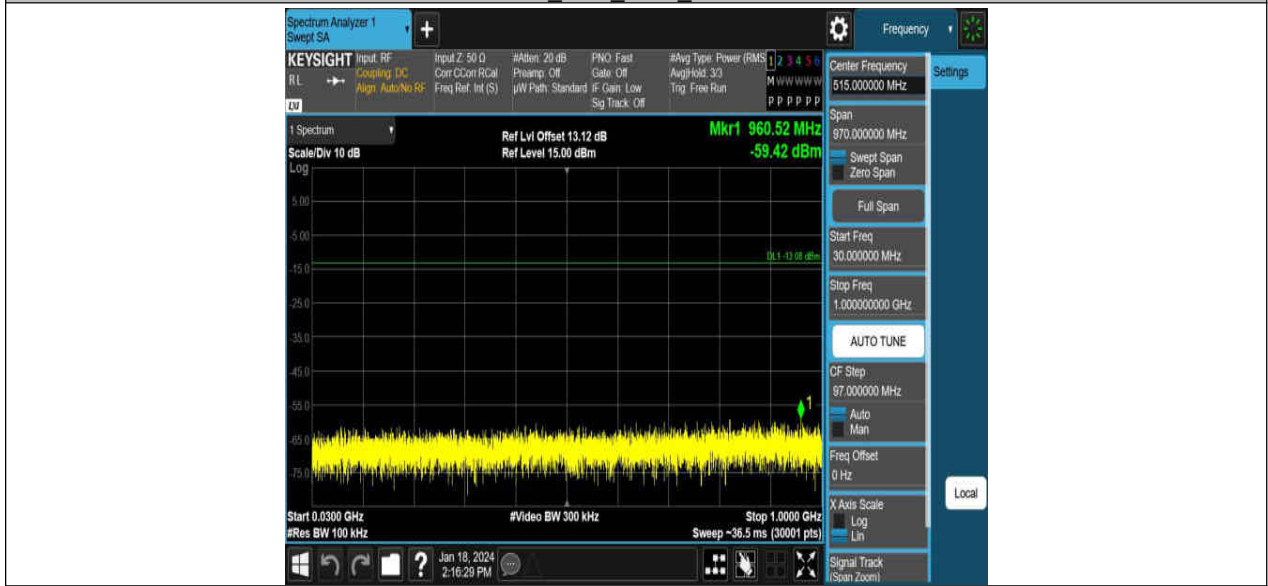 Spectrum Analyzer 1
Swept SA
+
Frequency
KEYSIGHT
RL
LXI
Input: RF
Coupling: DC
Align: Auto/No RF
Input Z: 50 Ω
Corr CCorr RCal
Freq Ref: Int (S)
#Atten: 20 dB
Preamp: Off
µW Path: Standard
PNO: Fast
Gate: Off
IF Gain: Low
Sig Track: Off
#Avg Type: Power (RMS
Avg|Hold: 3/3
Trig: Free Run
1 2 3 4 5 6
M W W W W W
P P P P P P
Settings
Center Frequency
515.000000 MHz
Span
970.000000 MHz
Swept Span
Zero Span
Full Span
Start Freq
30.000000 MHz
Stop Freq
1.000000000 GHz
AUTO TUNE
CF Step
97.000000 MHz
Auto
Man
Freq Offset
0 Hz
X Axis Scale
Log
Lin
Signal Track
(Span Zoom)
Local
1 Spectrum
Scale/Div 10 dB
Log
Ref Lvl Offset 13.12 dB
Ref Level 15.00 dBm
Mkr1 960.52 MHz
-59.42 dBm
5.00
-5.00
DL1 -13.08 dBm
-15.0
-25.0
-35.0
-45.0
-55.0
1
-65.0
-75.0
Start 0.0300 GHz
#Res BW 100 kHz
#Video BW 300 kHz
Stop 1.0000 GHz
Sweep ~36.5 ms (30001 pts)
?
Jan 18, 2024
2:16:29 PM